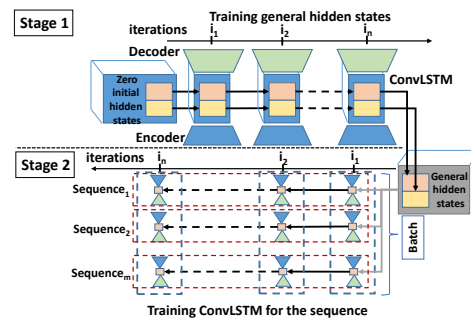 Stage 1
Training general hidden states
iterations i₁ i₂ iₙ
Decoder
ConvLSTM
Zero
initial
hidden
states
Encoder
Stage 2
iterations iₙ i₂ i₁
General
hidden
states
Sequence₁
Sequence₂
Sequenceₘ
Batch
Training ConvLSTM for the sequence